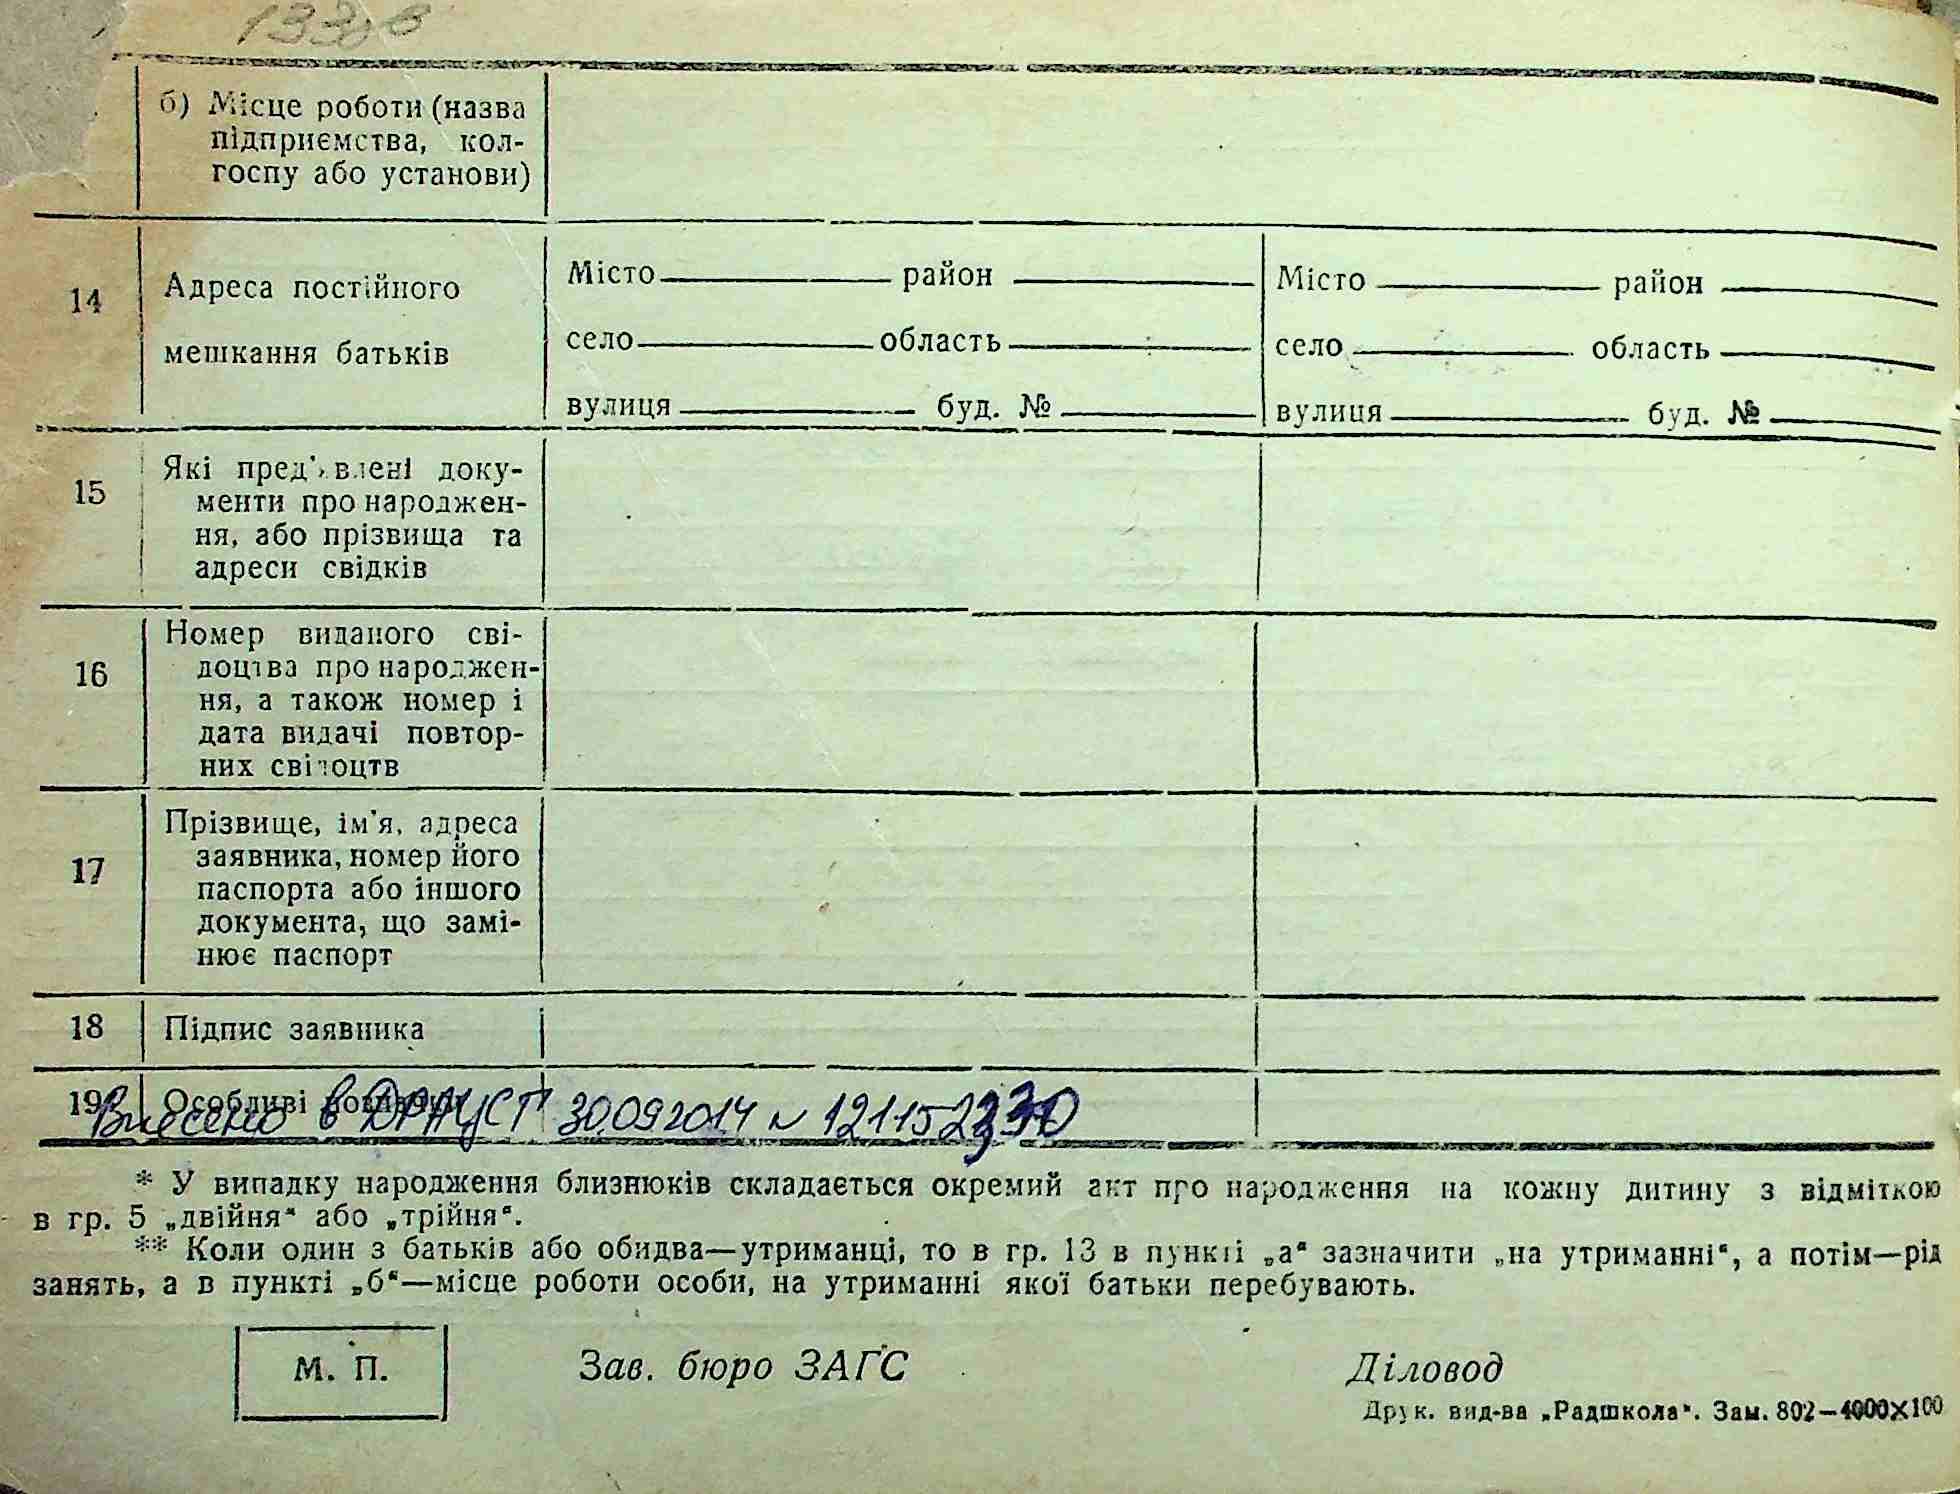 б) Місце роботи (назва
підприємства, кол-
госпу або установи)
14
Адреса постійного
мешкання батьків
Місто район
село область
вулиця буд. №
Місто район
село область
вулиця буд. №
15
Які пред'явлені доку-
менти про народжен-
ня, або прізвища та
адреси свідків
16
Номер виданого сві-
доцтва про народжен-
ня, а також номер і
дата видачі повтор-
них свідоцтв
17
Прізвище, ім'я, адреса
заявника, номер його
паспорта або іншого
документа, що замі-
нює паспорт
18
Підпис заявника
19
Особливі
Внесено в ДРАЦСГ 30.09.2014 N
* У випадку народження близнюків складається окремий акт про народження на кожну дитину з відміткою
в гр. 5 „двійня“ або „трійня“.
** Коли один з батьків або обидва—утриманці, то в гр. 13 в пункті „а“ зазначити „на утриманні“, а потім—рід
занять, а в пункті „б“—місце роботи особи, на утриманні якої батьки перебувають.
М. П.
Зав. бюро ЗАГС
Діловод
Друк. вид-ва „Радшкола“. Зам. 802—4000×100